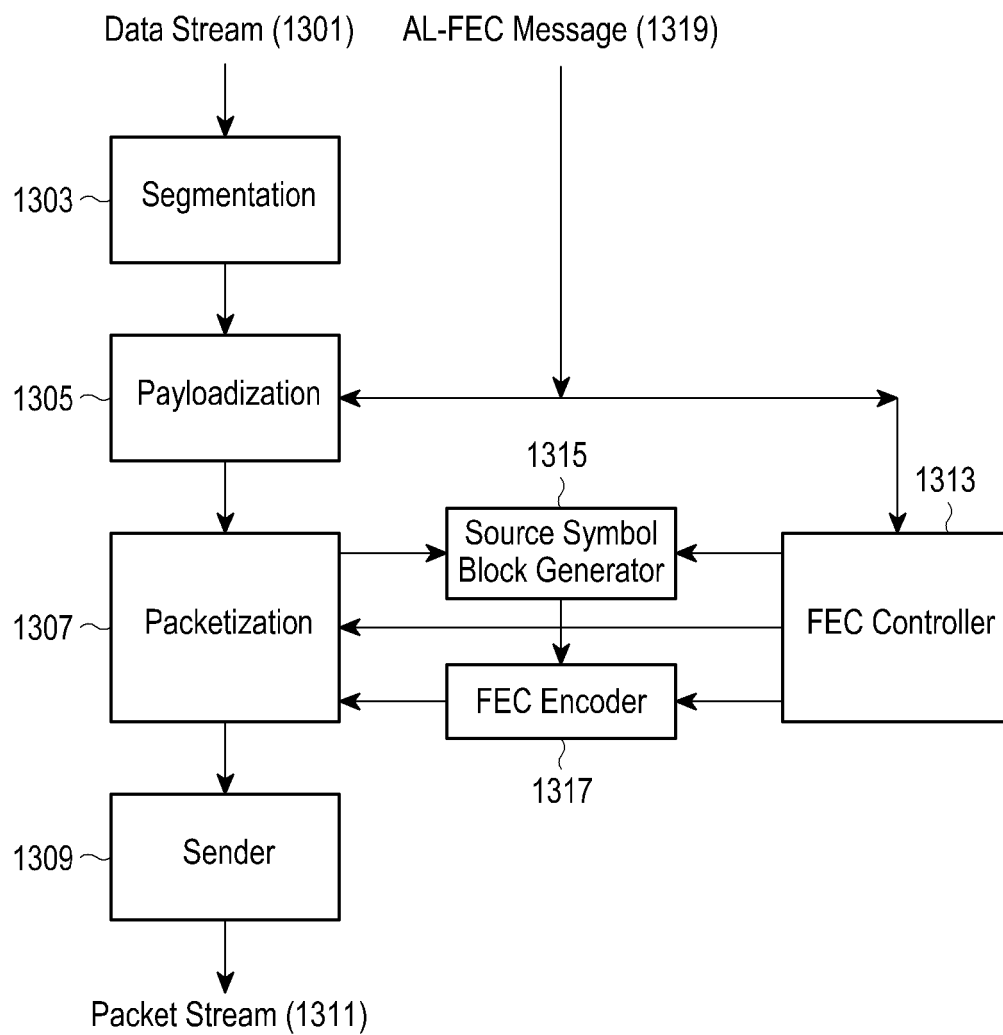 Data Stream (1301)
AL-FEC Message (1319)
1303
Segmentation
1305
Payloadization
1315
1313
Source Symbol
Block Generator
1307
Packetization
FEC Controller
FEC Encoder
1317
1309
Sender
Packet Stream (1311)